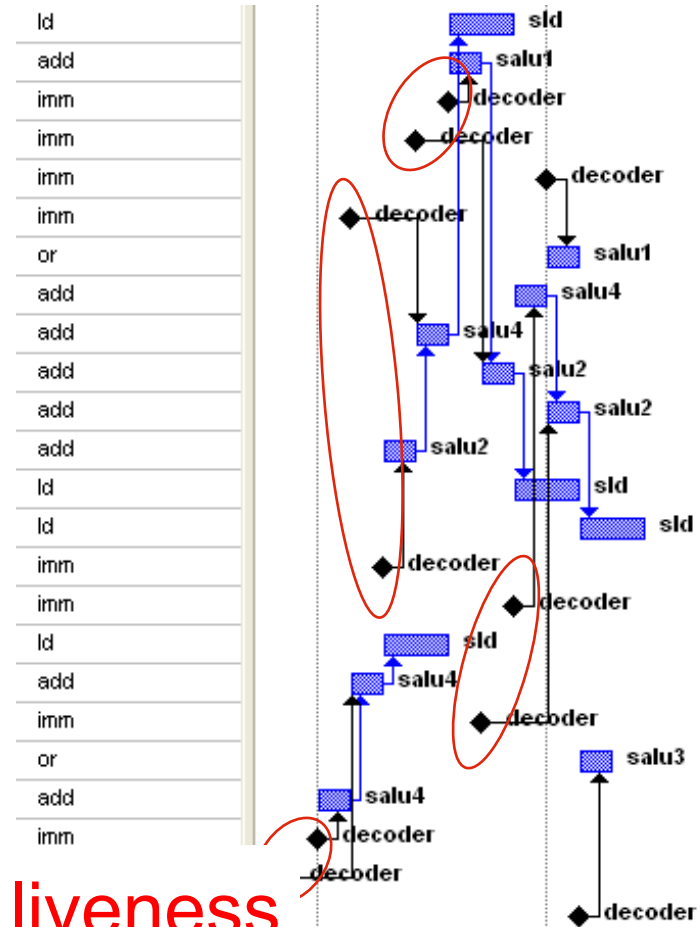 ld sld
add salu1
imm decoder
imm decoder
imm decoder
imm decoder
or salu1
add salu4
add salu4
add salu2
add salu2
add salu2
ld sld
ld sld
imm decoder
imm decoder
ld sld
add salu4
imm decoder
or salu3
add salu4
imm decoder
decoder
liveness
decoder